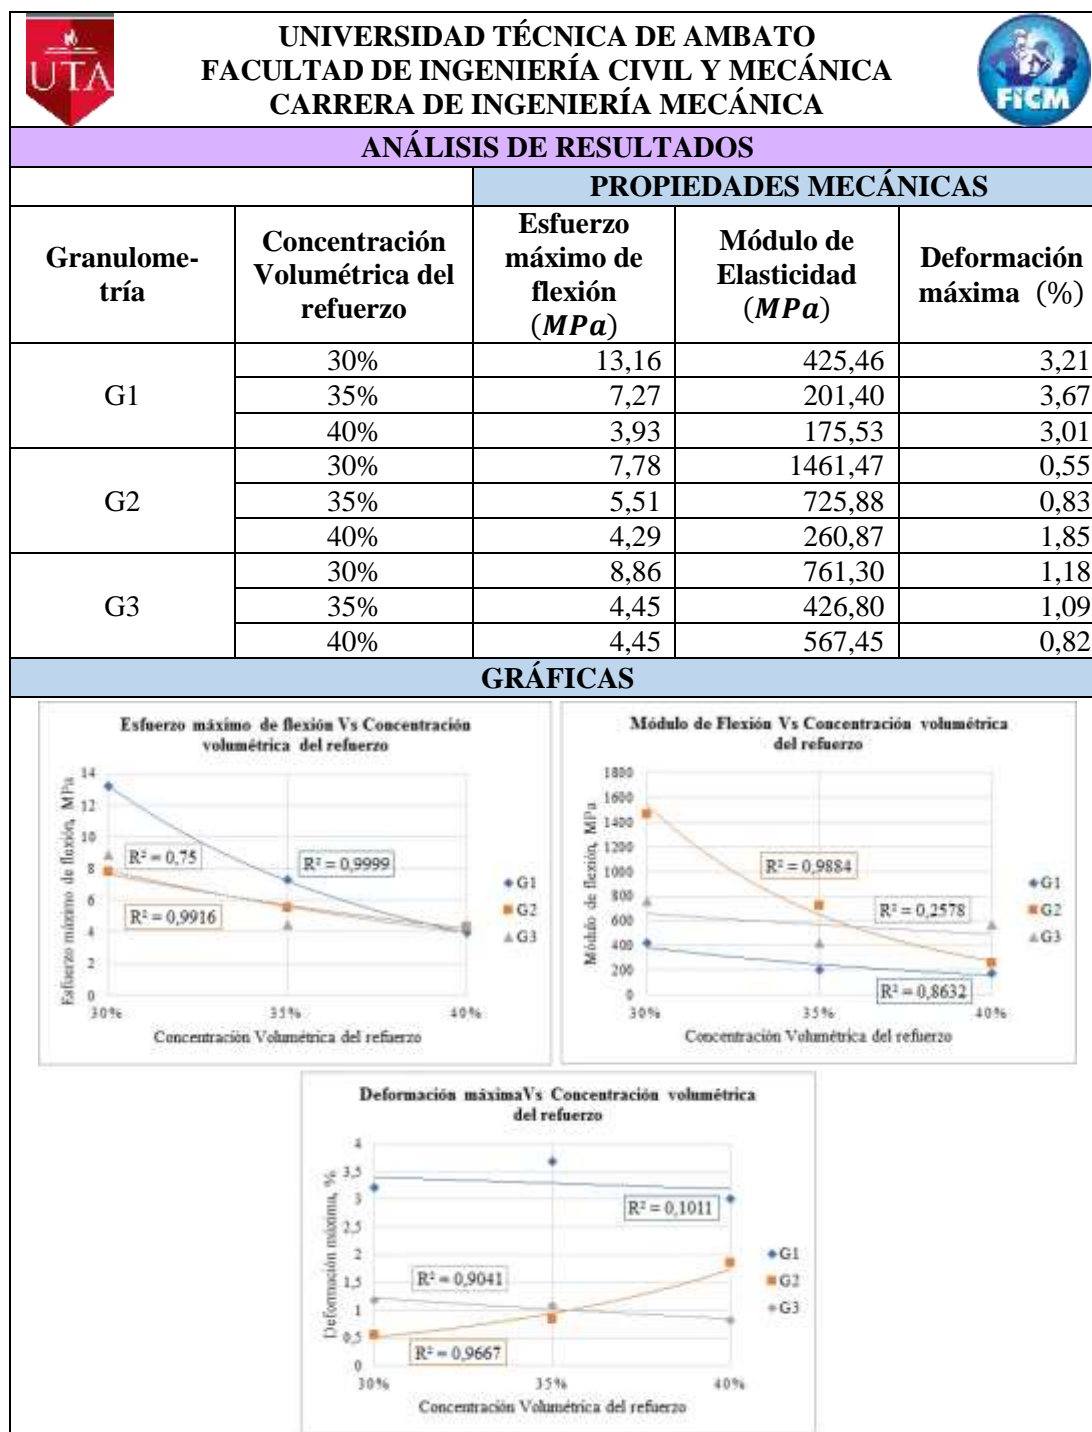 UTA
UNIVERSIDAD TÉCNICA DE AMBATO
FACULTAD DE INGENIERÍA CIVIL Y MECÁNICA
CARRERA DE INGENIERÍA MECÁNICA
FICM
ANÁLISIS DE RESULTADOS
PROPIEDADES MECÁNICAS
Granulome-
tría
Concentración
Volumétrica del
refuerzo
Esfuerzo
máximo de
flexión
(MPa)
Módulo de
Elasticidad
(MPa)
Deformación
máxima (%)
G1
30% 13,16 425,46 3,21
35% 7,27 201,40 3,67
40% 3,93 175,53 3,01
G2
30% 7,78 1461,47 0,55
35% 5,51 725,88 0,83
40% 4,29 260,87 1,85
G3
30% 8,86 761,30 1,18
35% 4,45 426,80 1,09
40% 4,45 567,45 0,82
GRÁFICAS
Esfuerzo máximo de flexión Vs Concentración
volumétrica del refuerzo
Esfuerzo máximo de flexión, MPa
14
12
10
8
6
4
2
0
R² = 0,75
R² = 0,9999
R² = 0,9916
G1
G2
G3
30% 35% 40%
Concentración Volumétrica del refuerzo
Módulo de Flexión Vs Concentración volumétrica
del refuerzo
Módulo de flexión, MPa
1800
1600
1400
1200
1000
800
600
400
200
0
R² = 0,9884
R² = 0,2578
R² = 0,8632
G1
G2
G3
30% 35% 40%
Concentración Volumétrica del refuerzo
Deformación máximaVs Concentración volumétrica
del refuerzo
Deformación máxima, %
4
3,5
3
2,5
2
1,5
1
0,5
0
R² = 0,1011
R² = 0,9041
R² = 0,9667
G1
G2
G3
30% 35% 40%
Concentración Volumétrica del refuerzo